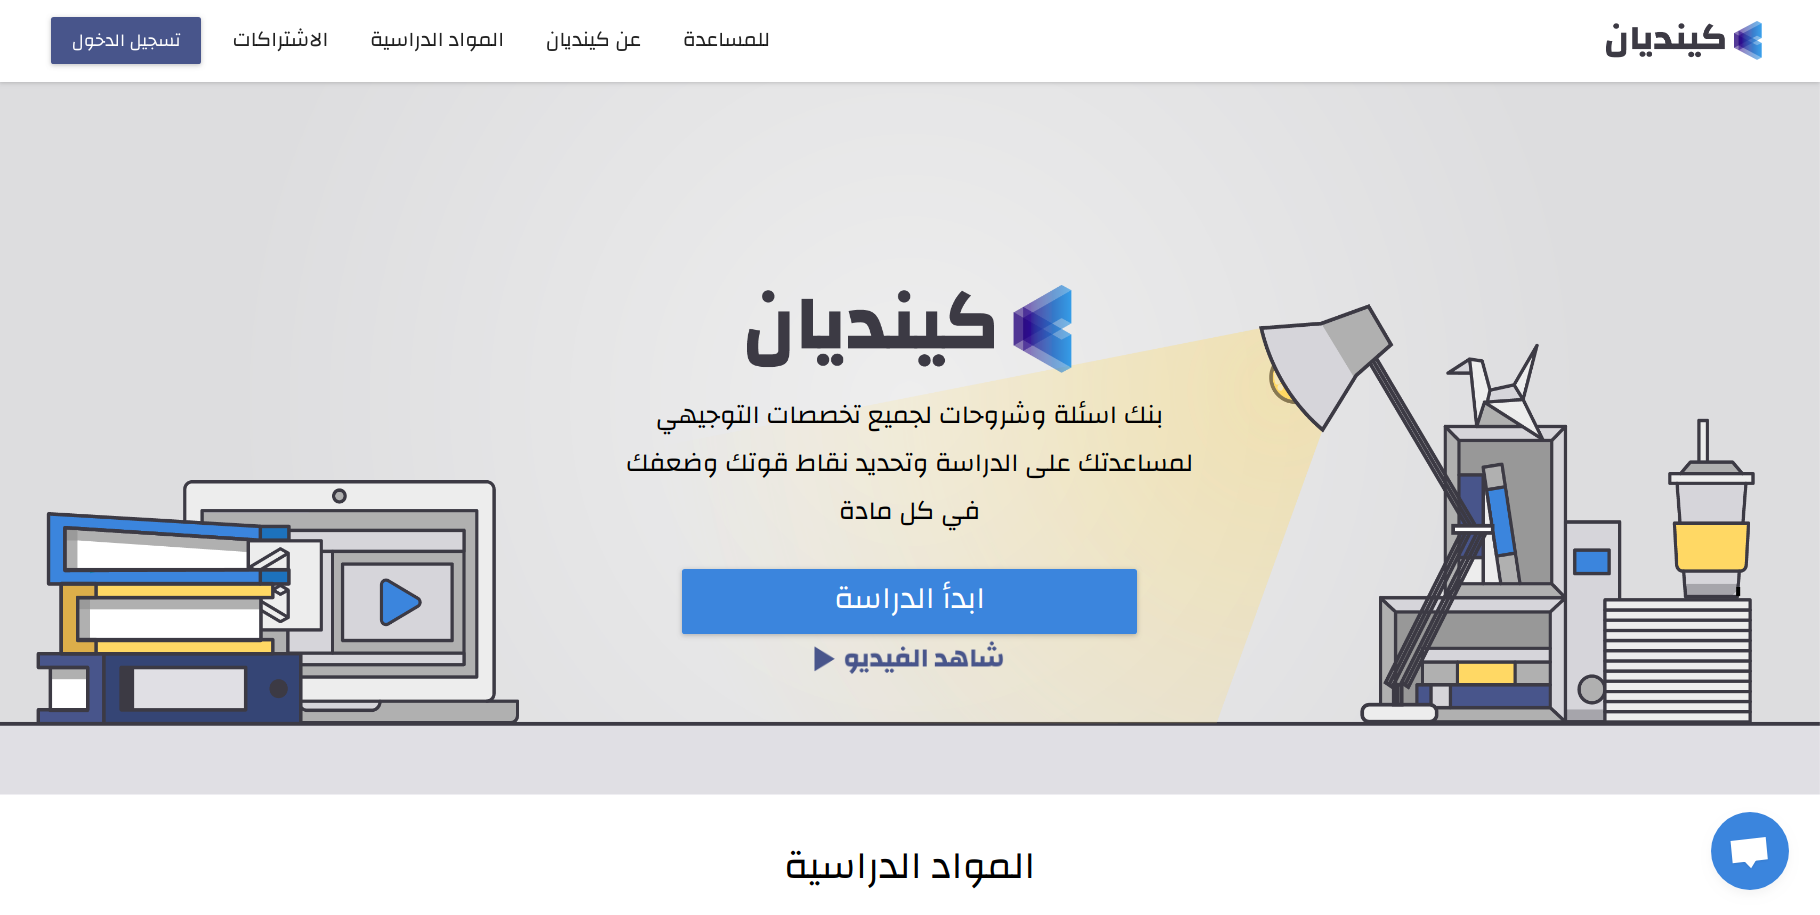 كينديان
للمساعدة
عن كينديان
المواد الدراسية
الاشتراكات
تسجيل الدخول
كينديان
بنك اسئلة وشروحات لجميع تخصصات التوجيهي
لمساعدتك على الدراسة وتحديد نقاط قوتك وضعفك
في كل مادة
ابدأ الدراسة
شاهد الفيديو
المواد الدراسية